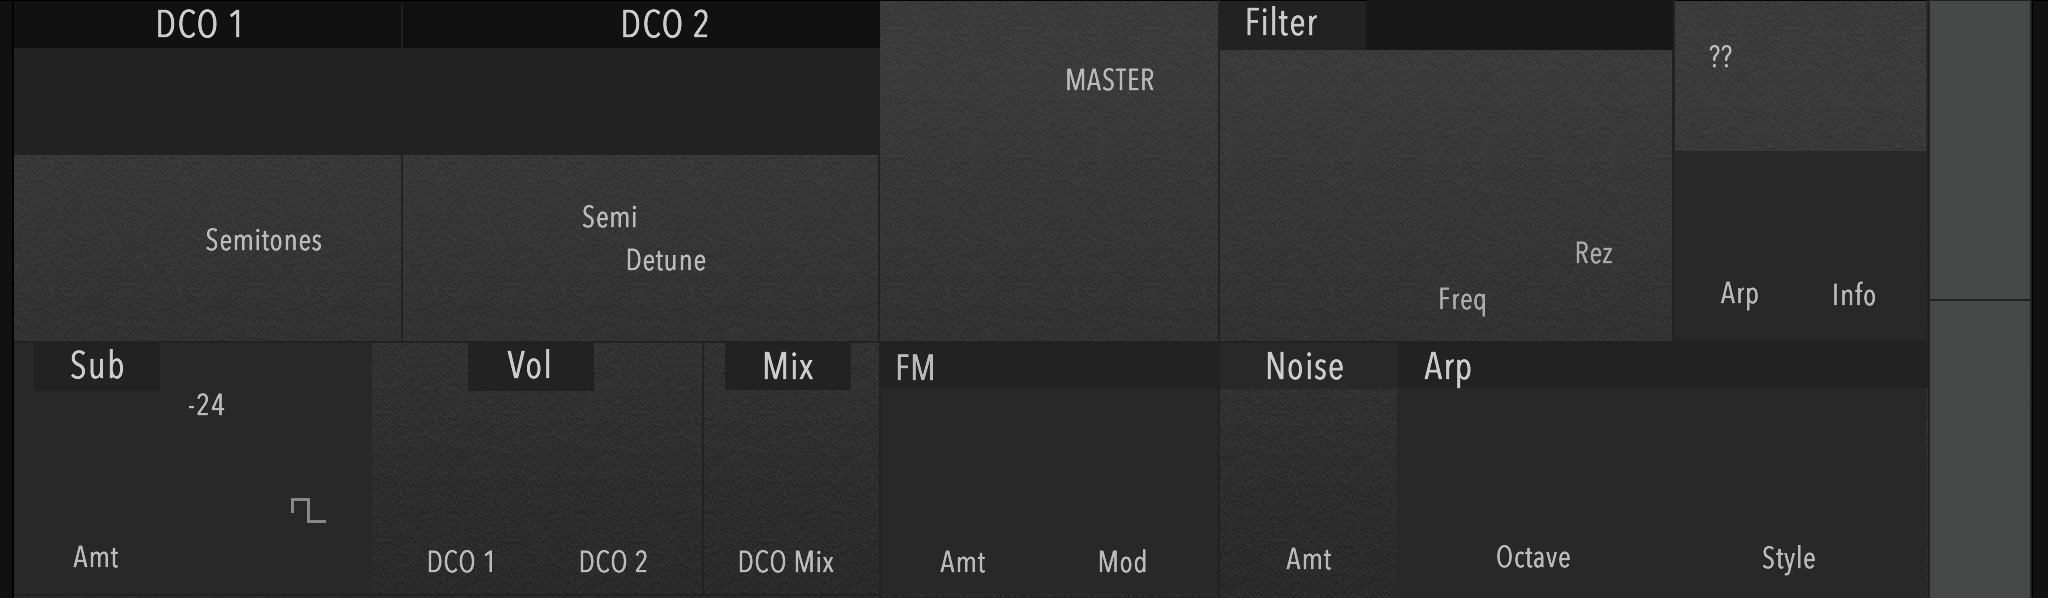 DCO 1
DCO 2
Filter
??
MASTER
Semitones
Semi
Detune
Rez
Freq
Arp
Info
Sub
Vol
Mix
FM
Noise
Arp
-24
Amt
DCO 1
DCO 2
DCO Mix
Amt
Mod
Amt
Octave
Style